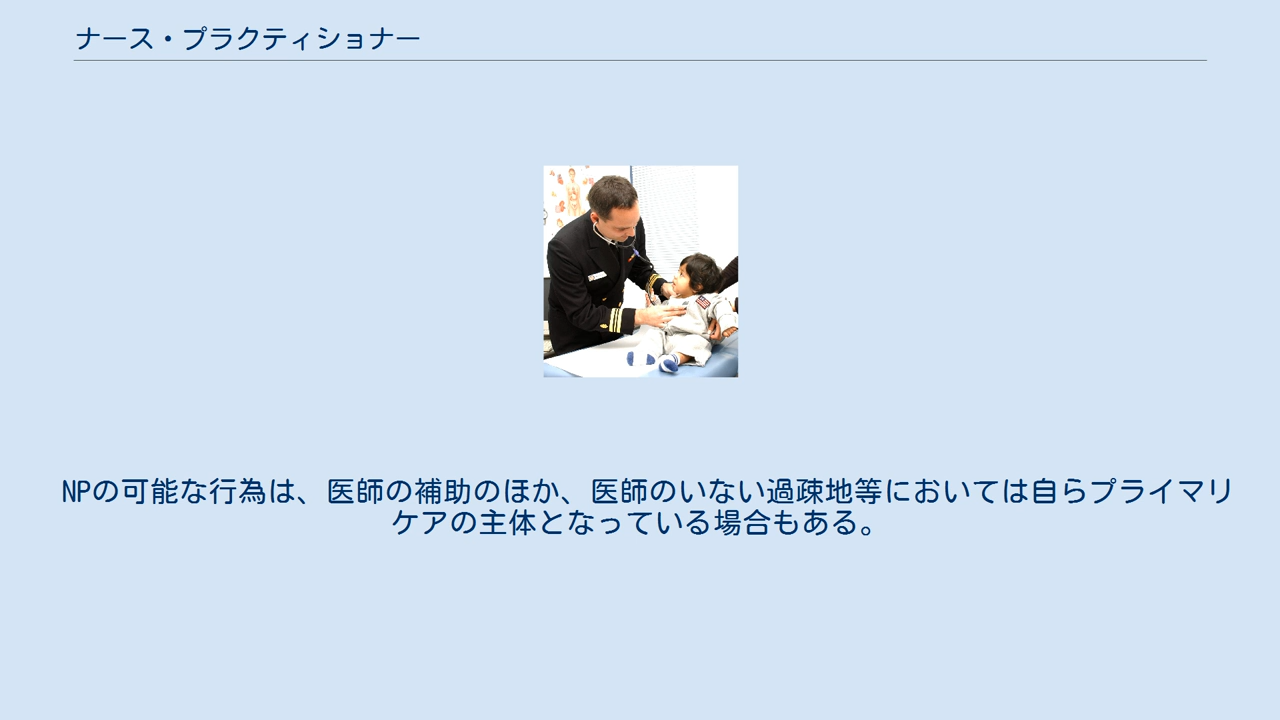 ナース・プラクティショナー
NPの可能な行為は、医師の補助のほか、医師のいない過疎地等においては自らプライマリ
ケアの主体となっている場合もある。